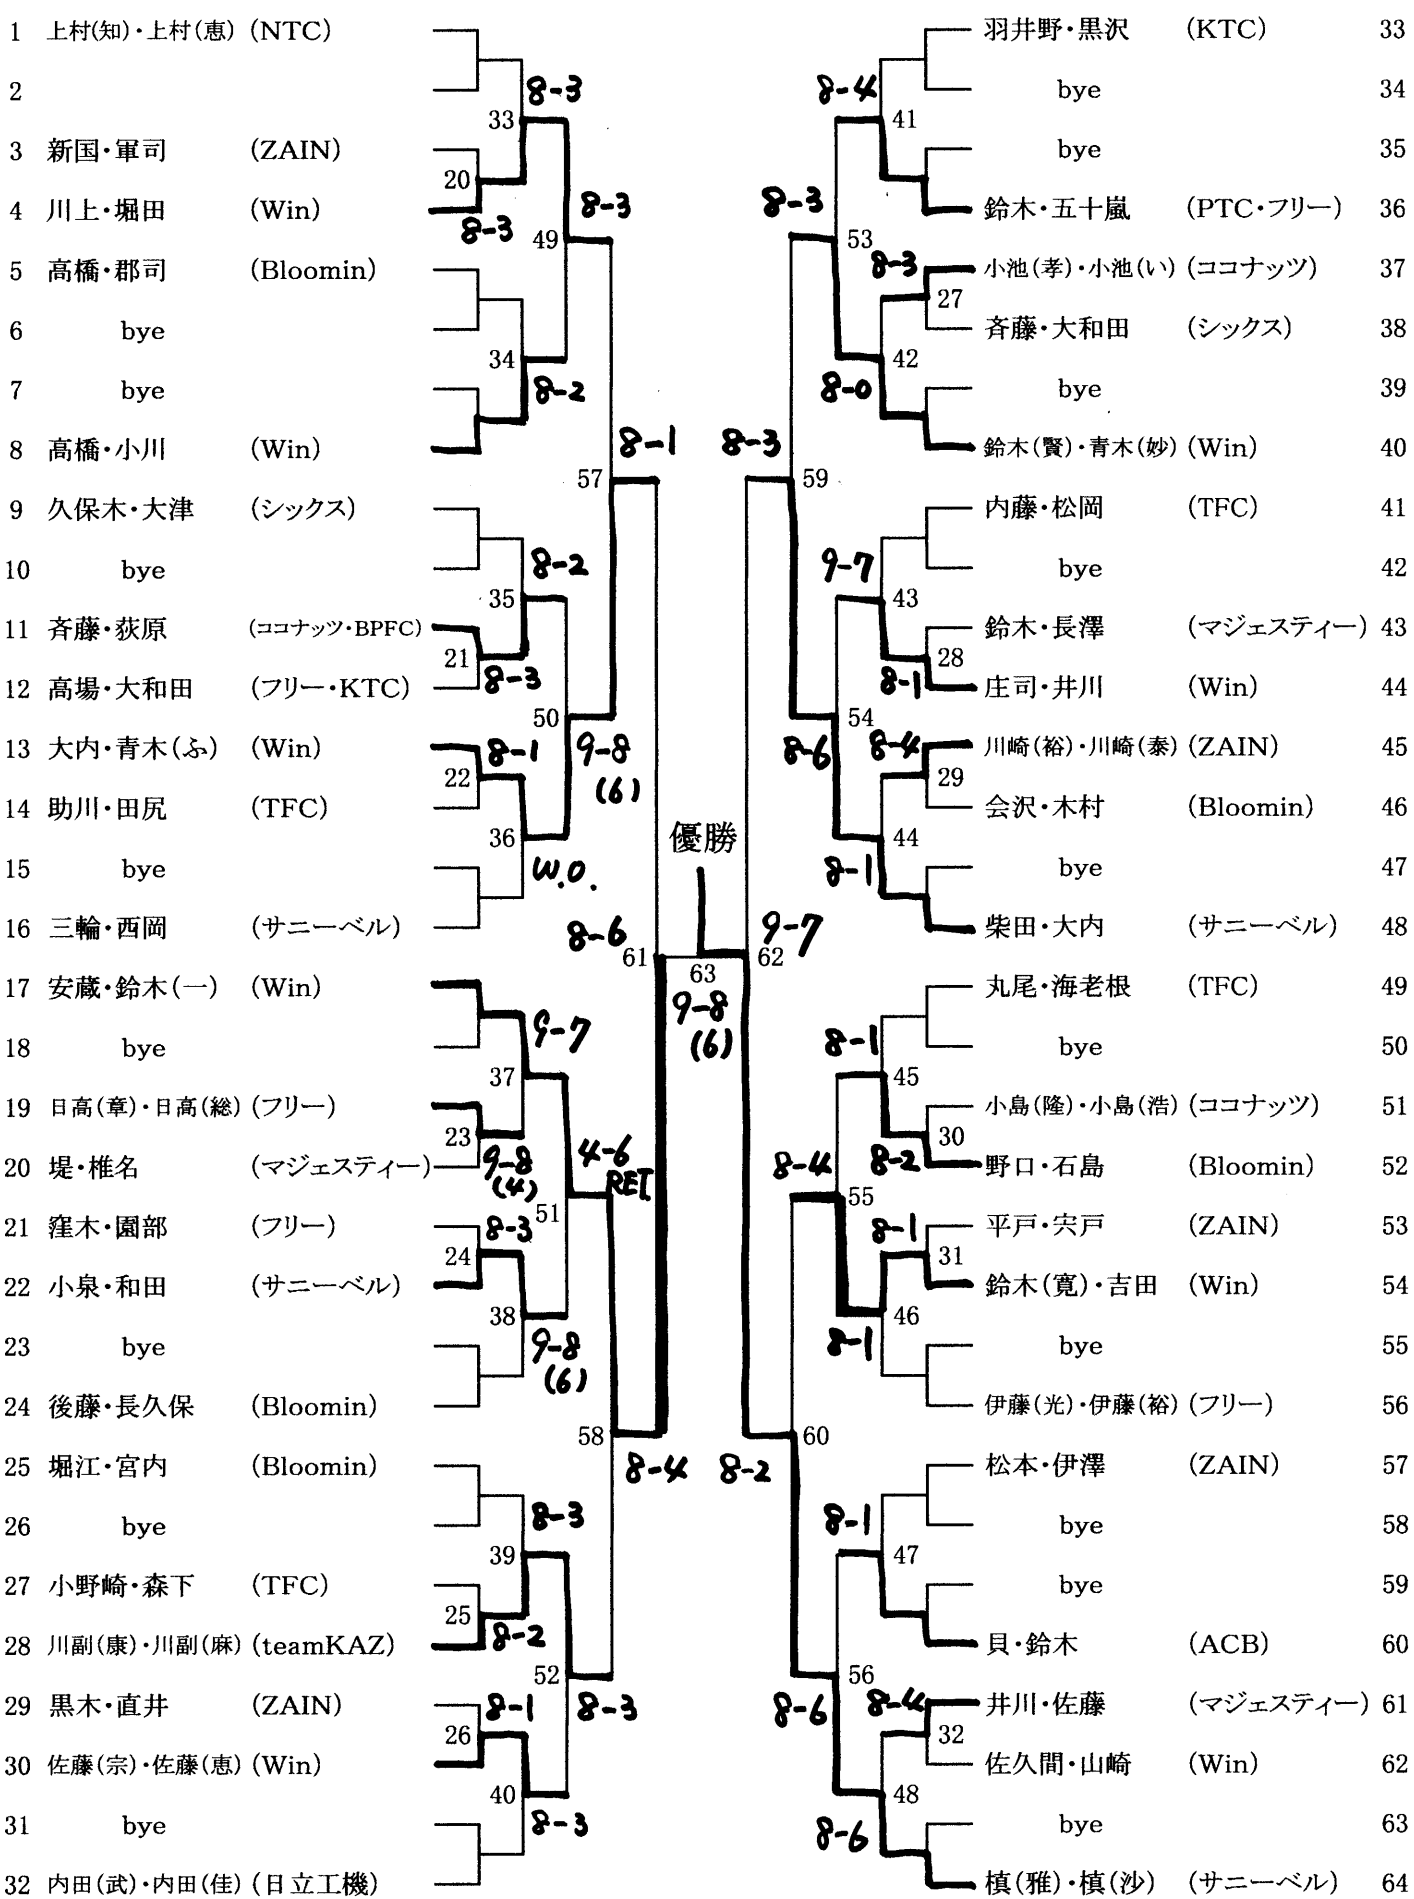 1 上村(知)・上村(恵) (NTC)
2
3 新国・軍司 (ZAIN)
4 川上・堀田 (Win)
5 高橋・郡司 (Bloomin)
6 bye
7 bye
8 高橋・小川 (Win)
9 久保木・大津 (シックス)
10 bye
11 斉藤・荻原 (ココナッツ・BPFC)
12 高場・大和田 (フリー・KTC)
13 大内・青木(ふ) (Win)
14 助川・田尻 (TFC)
15 bye
16 三輪・西岡 (サニーベル)
17 安蔵・鈴木(一) (Win)
18 bye
19 日高(章)・日高(総) (フリー)
20 堤・椎名 (マジェスティー)
21 窪木・園部 (フリー)
22 小泉・和田 (サニーベル)
23 bye
24 後藤・長久保 (Bloomin)
25 堀江・宮内 (Bloomin)
26 bye
27 小野崎・森下 (TFC)
28 川副(康)・川副(麻) (teamKAZ)
29 黒木・直井 (ZAIN)
30 佐藤(宗)・佐藤(恵) (Win)
31 bye
32 内田(武)・内田(佳) (日立工機)
8-3
33
20
8-3
8-3
49
34
8-2
8-1
57
8-2
35
21
8-3
50
8-1
22
9-8
(6)
36
W.O.
8-6
61
9-7
37
23
9-8
(4)
4-6
RET
51
8-3
24
38
9-8
(6)
58
8-4
8-3
39
25
8-2
52
8-1
8-3
26
40
8-3
優勝
63
9-8
(6)
8-4
41
8-3
53
8-3
27
42
8-0
8-3
59
9-7
43
28
8-1
54
8-6
8-4
29
44
8-1
9-7
62
8-1
45
30
8-2
8-4
55
8-1
31
46
8-1
60
8-2
8-1
47
56
8-6
8-4
32
48
8-6
羽井野・黒沢 (KTC) 33
bye 34
bye 35
鈴木・五十嵐 (PTC・フリー) 36
小池(孝)・小池(い) (ココナッツ) 37
斉藤・大和田 (シックス) 38
bye 39
鈴木(賢)・青木(妙) (Win) 40
内藤・松岡 (TFC) 41
bye 42
鈴木・長澤 (マジェスティー) 43
庄司・井川 (Win) 44
川崎(裕)・川崎(泰) (ZAIN) 45
会沢・木村 (Bloomin) 46
bye 47
柴田・大内 (サニーベル) 48
丸尾・海老根 (TFC) 49
bye 50
小島(隆)・小島(浩) (ココナッツ) 51
野口・石島 (Bloomin) 52
平戸・宍戸 (ZAIN) 53
鈴木(寛)・吉田 (Win) 54
bye 55
伊藤(光)・伊藤(裕) (フリー) 56
松本・伊澤 (ZAIN) 57
bye 58
bye 59
貝・鈴木 (ACB) 60
井川・佐藤 (マジェスティー) 61
佐久間・山崎 (Win) 62
bye 63
槙(雅)・槙(沙) (サニーベル) 64